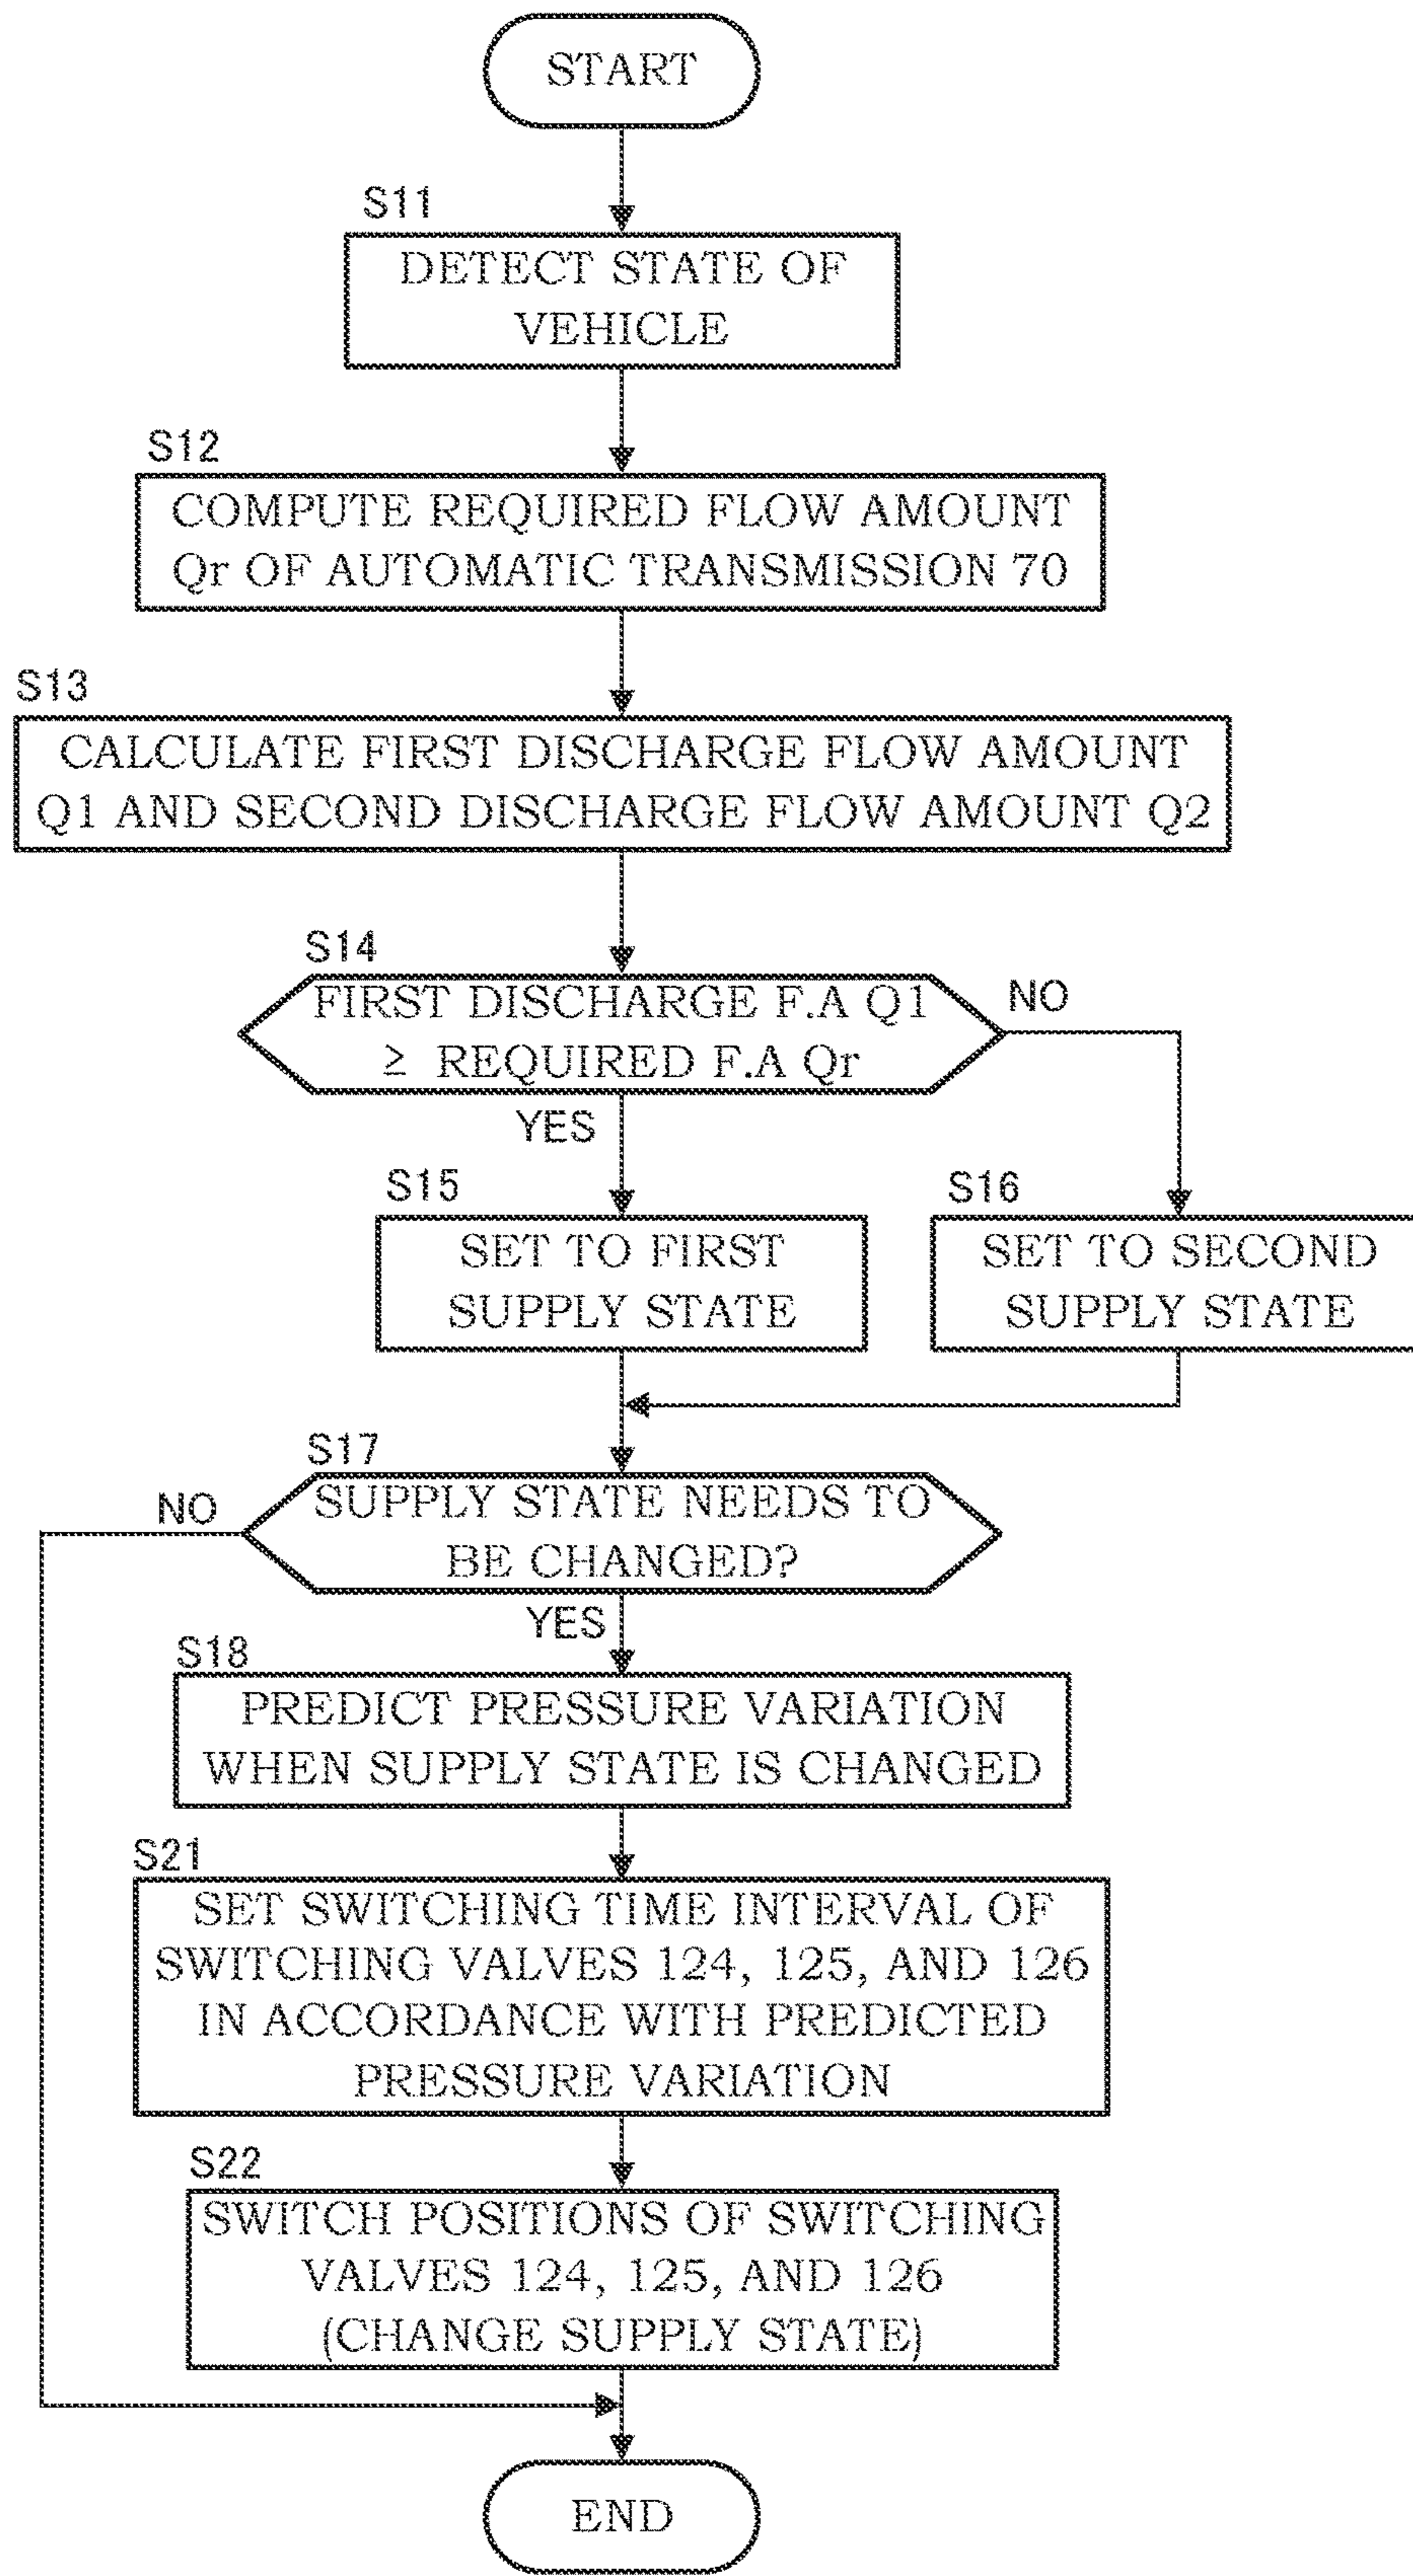 START
S11
DETECT STATE OF
VEHICLE
S12
COMPUTE REQUIRED FLOW AMOUNT
Qr OF AUTOMATIC TRANSMISSION 70
S13
CALCULATE FIRST DISCHARGE FLOW AMOUNT
Q1 AND SECOND DISCHARGE FLOW AMOUNT Q2
S14
FIRST DISCHARGE F.A Q1
≥ REQUIRED F.A Qr
NO
YES
S15
SET TO FIRST
SUPPLY STATE
S16
SET TO SECOND
SUPPLY STATE
S17
SUPPLY STATE NEEDS TO
BE CHANGED?
NO
YES
S18
PREDICT PRESSURE VARIATION
WHEN SUPPLY STATE IS CHANGED
S21
SET SWITCHING TIME INTERVAL OF
SWITCHING VALVES 124, 125, AND 126
IN ACCORDANCE WITH PREDICTED
PRESSURE VARIATION
S22
SWITCH POSITIONS OF SWITCHING
VALVES 124, 125, AND 126
(CHANGE SUPPLY STATE)
END